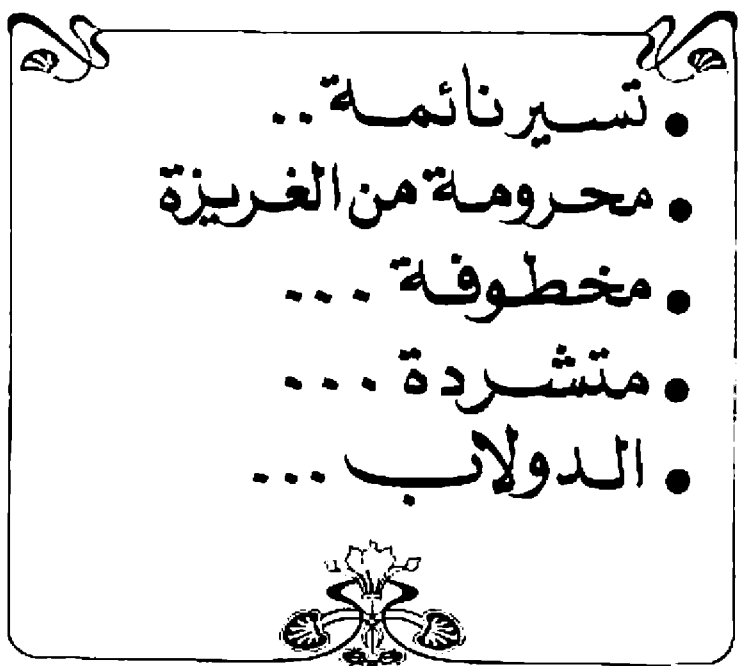 • تسير نائمة ..
• محرومة من الغريزة
• مخطوفة ...
• متشردة ...
• الدولاب ...